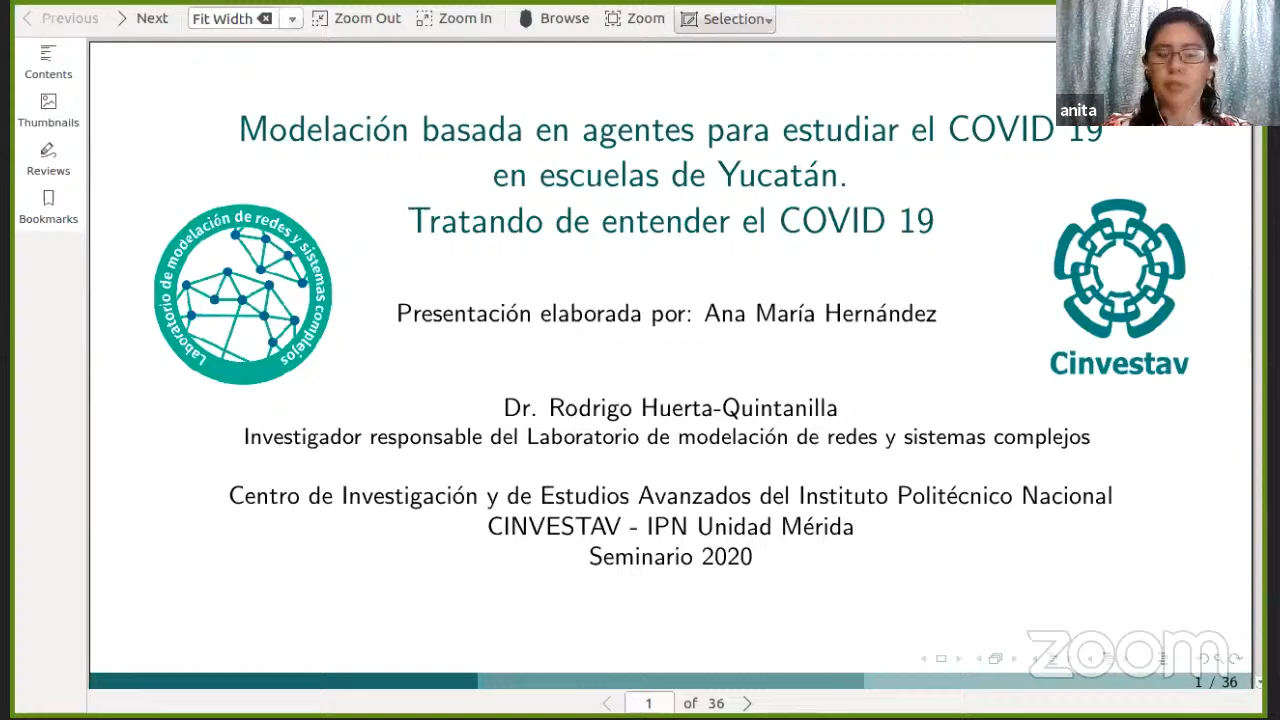 Previous
Next
Fit Width
Zoom Out
Zoom In
Browse
Zoom
Selection
Contents
Thumbnails
Reviews
Bookmarks
anita
Modelación basada en agentes para estudiar el COVID 19
en escuelas de Yucatán.
Tratando de entender el COVID 19
Laboratorio de modelación de redes y sistemas complejos
Cinvestav
Presentación elaborada por: Ana María Hernández
Dr. Rodrigo Huerta-Quintanilla
Investigador responsable del Laboratorio de modelación de redes y sistemas complejos
Centro de Investigación y de Estudios Avanzados del Instituto Politécnico Nacional
CINVESTAV - IPN Unidad Mérida
Seminario 2020
zoom
1 / 36
1 of 36